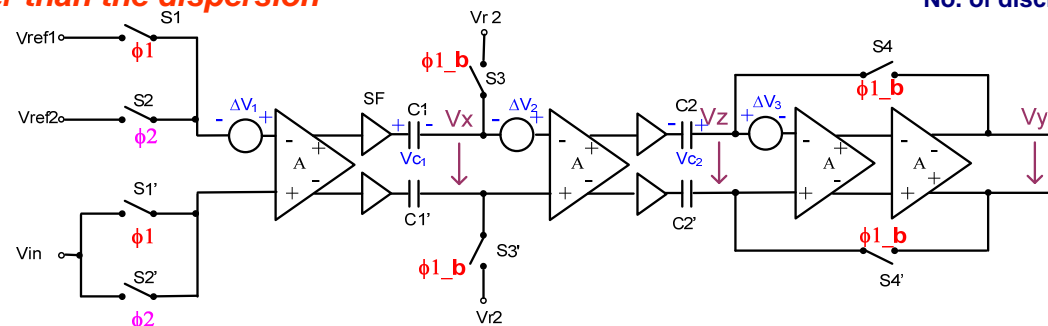 er than the dispersion
No. of disc
S1
Vref1
ϕ1
Vr 2
ϕ1_b
S3
S4
ϕ1_b
S2
Vref2
ϕ2
- ΔV1 +
SF
C1
+ -
Vx
Vc1
- ΔV2 +
C2
- +
Vz
Vc2
- ΔV3 +
Vy
- + A + -
- + A + -
- + A + -
- + A + -
S1'
ϕ1
Vin
S2'
ϕ2
C1'
C2'
ϕ1_b
S3'
Vr2
ϕ1_b
S4'